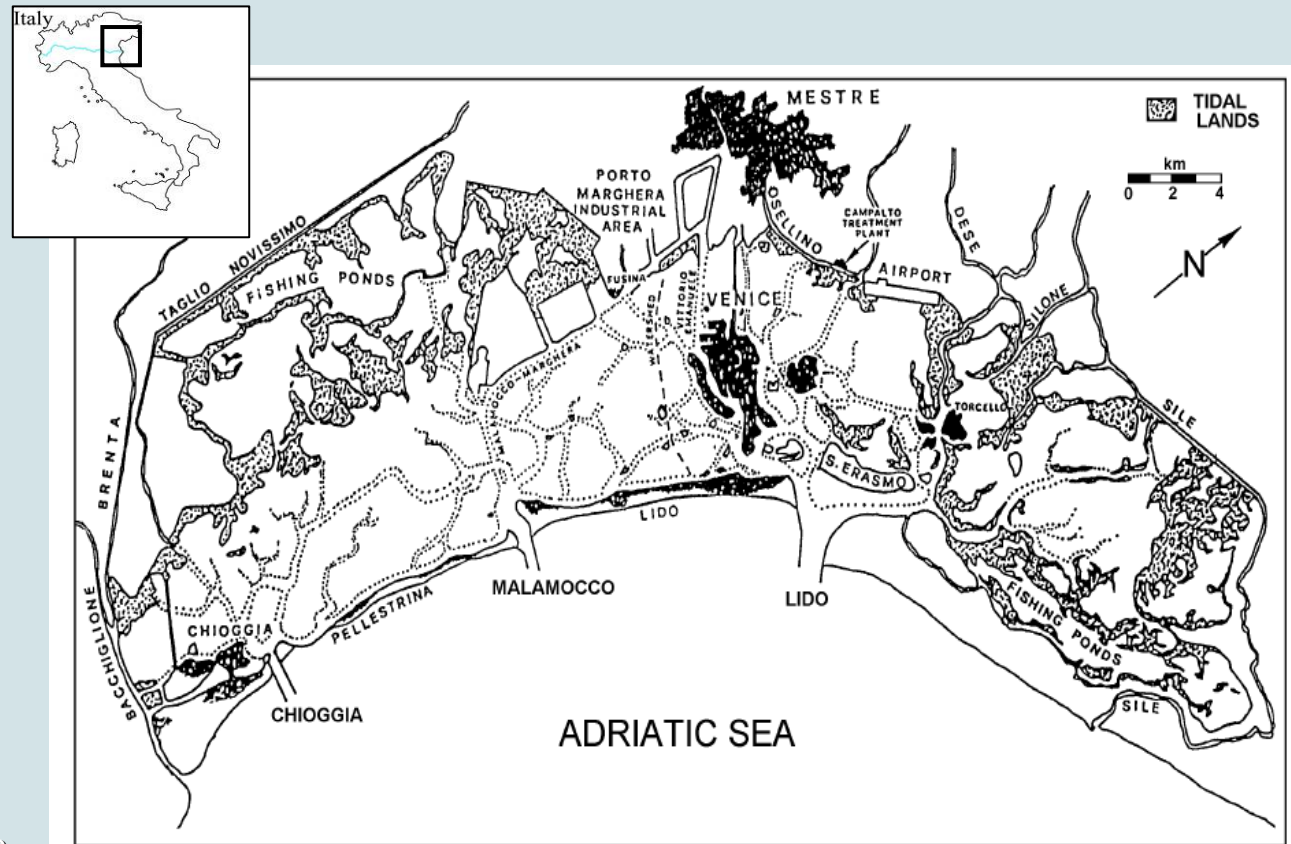 Italy
MESTRE
TIDAL
LANDS
km
0 2 4
N
PORTO
MARGHERA
INDUSTRIAL
AREA
OSELLINO
CAMPALTO
TREATMENT
PLANT
DESE
AIRPORT
SILONE
TAGLIO NOVISSIMO
FISHING PONDS
FUSINA
WATERSHED
VITTORIO
EMANUELE
VENICE
MALAMOCCO-MARGHERA
TORCELLO
SILE
BRENTA
S. ERASMO
LIDO
MALAMOCCO
LIDO
PELLESTRINA
FISHING PONDS
BACCHIGLIONE
CHIOGGIA
CHIOGGIA
SILE
ADRIATIC SEA